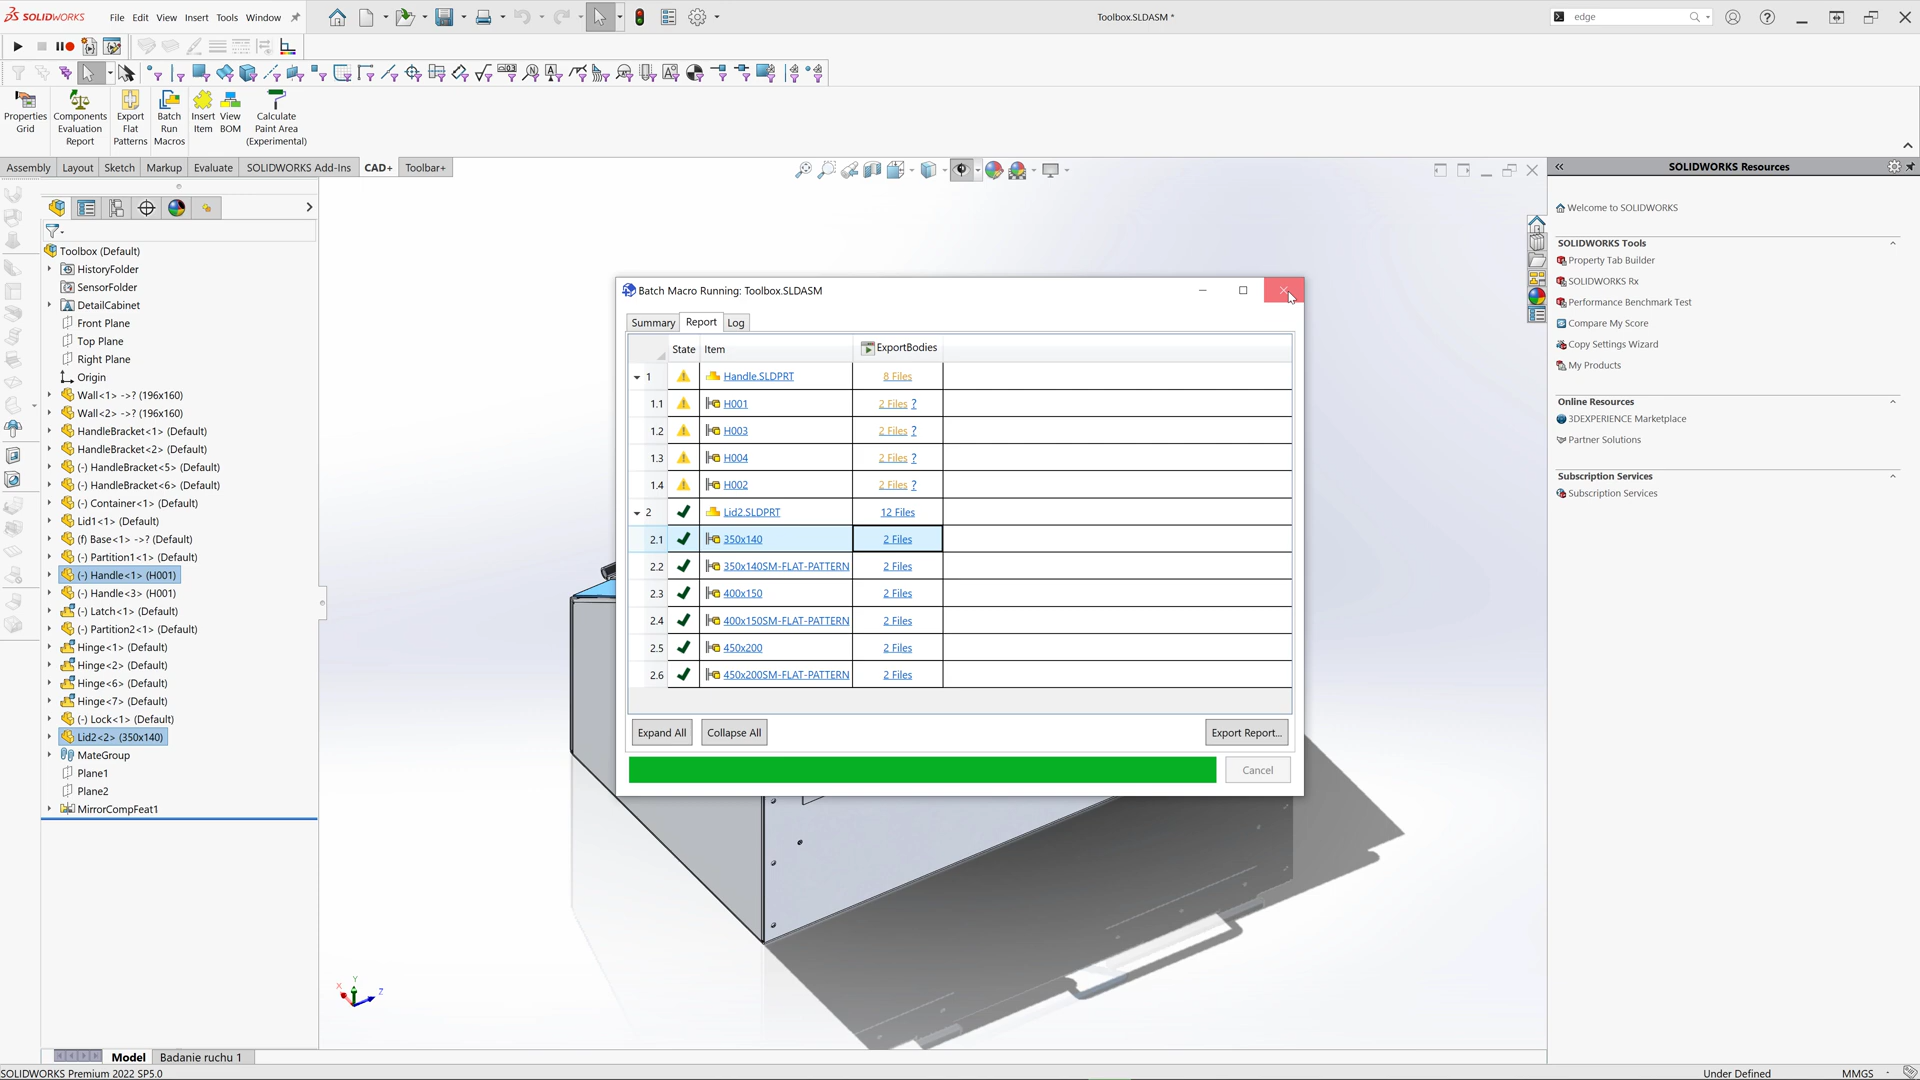 SOLIDWORKS File Edit View Insert Tools Window Toolbox.SLDASM * edge
Properties Grid
Components Evaluation Report
Export Flat Patterns
Batch Run Macros
Insert Item
View BOM
Calculate Paint Area (Experimental)
Assembly Layout Sketch Markup Evaluate SOLIDWORKS Add-Ins CAD+ Toolbar+
Toolbox (Default)
HistoryFolder
SensorFolder
DetailCabinet
Front Plane
Top Plane
Right Plane
Origin
Wall<1> ->? (196x160)
Wall<2> ->? (196x160)
HandleBracket<1> (Default)
HandleBracket<2> (Default)
(-) HandleBracket<5> (Default)
(-) HandleBracket<6> (Default)
(-) Container<1> (Default)
Lid1<1> (Default)
(f) Base<1> ->? (Default)
(-) Partition1<1> (Default)
(-) Handle<1> (H001)
(-) Handle<3> (H001)
(-) Latch<1> (Default)
(-) Partition2<1> (Default)
Hinge<1> (Default)
Hinge<2> (Default)
Hinge<6> (Default)
Hinge<7> (Default)
(-) Lock<1> (Default)
Lid2<2> (350x140)
MateGroup
Plane1
Plane2
MirrorCompFeat1
Batch Macro Running: Toolbox.SLDASM
Summary Report Log
State Item ExportBodies
1 Handle.SLDPRT 8 Files
1.1 H001 2 Files ?
1.2 H003 2 Files ?
1.3 H004 2 Files ?
1.4 H002 2 Files ?
2 Lid2.SLDPRT 12 Files
2.1 350x140 2 Files
2.2 350x140SM-FLAT-PATTERN 2 Files
2.3 400x150 2 Files
2.4 400x150SM-FLAT-PATTERN 2 Files
2.5 450x200 2 Files
2.6 450x200SM-FLAT-PATTERN 2 Files
Expand All Collapse All Export Report...
Cancel
X Y Z
SOLIDWORKS Resources
Welcome to SOLIDWORKS
SOLIDWORKS Tools
Property Tab Builder
SOLIDWORKS Rx
Performance Benchmark Test
Compare My Score
Copy Settings Wizard
My Products
Online Resources
3DEXPERIENCE Marketplace
Partner Solutions
Subscription Services
Subscription Services
Model Badanie ruchu 1
SOLIDWORKS Premium 2022 SP5.0 Under Defined MMGS